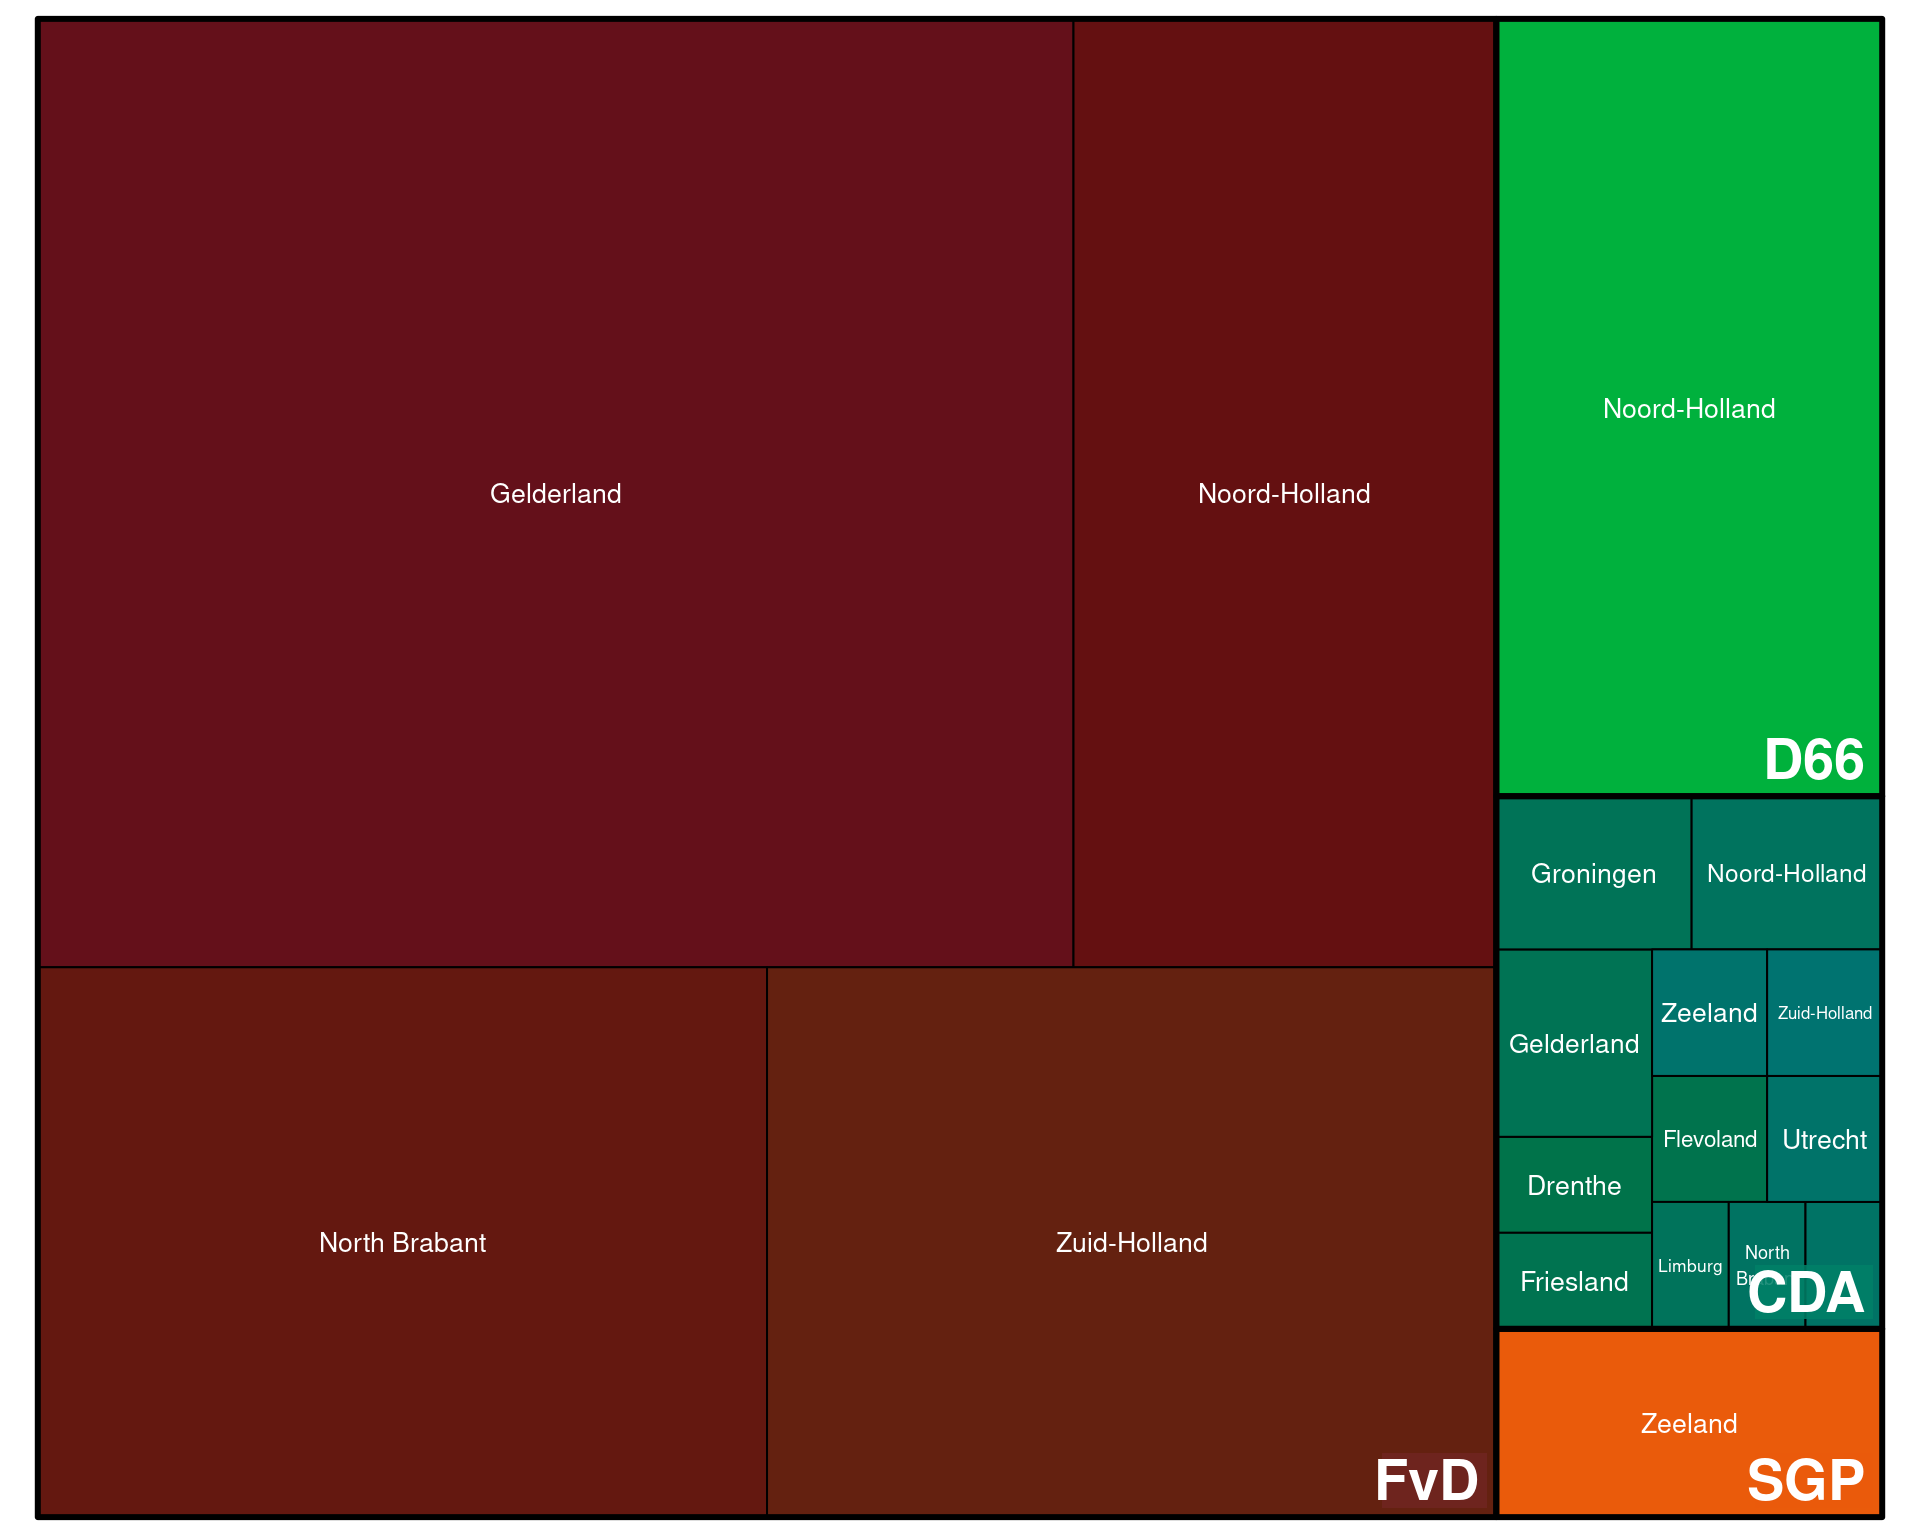 Gelderland
Noord-Holland
North Brabant
Zuid-Holland
FvD
Noord-Holland
D66
Groningen
Noord-Holland
Gelderland
Zeeland
Zuid-Holland
Flevoland
Utrecht
Drenthe
Friesland
Limburg
North
CDA
Zeeland
SGP